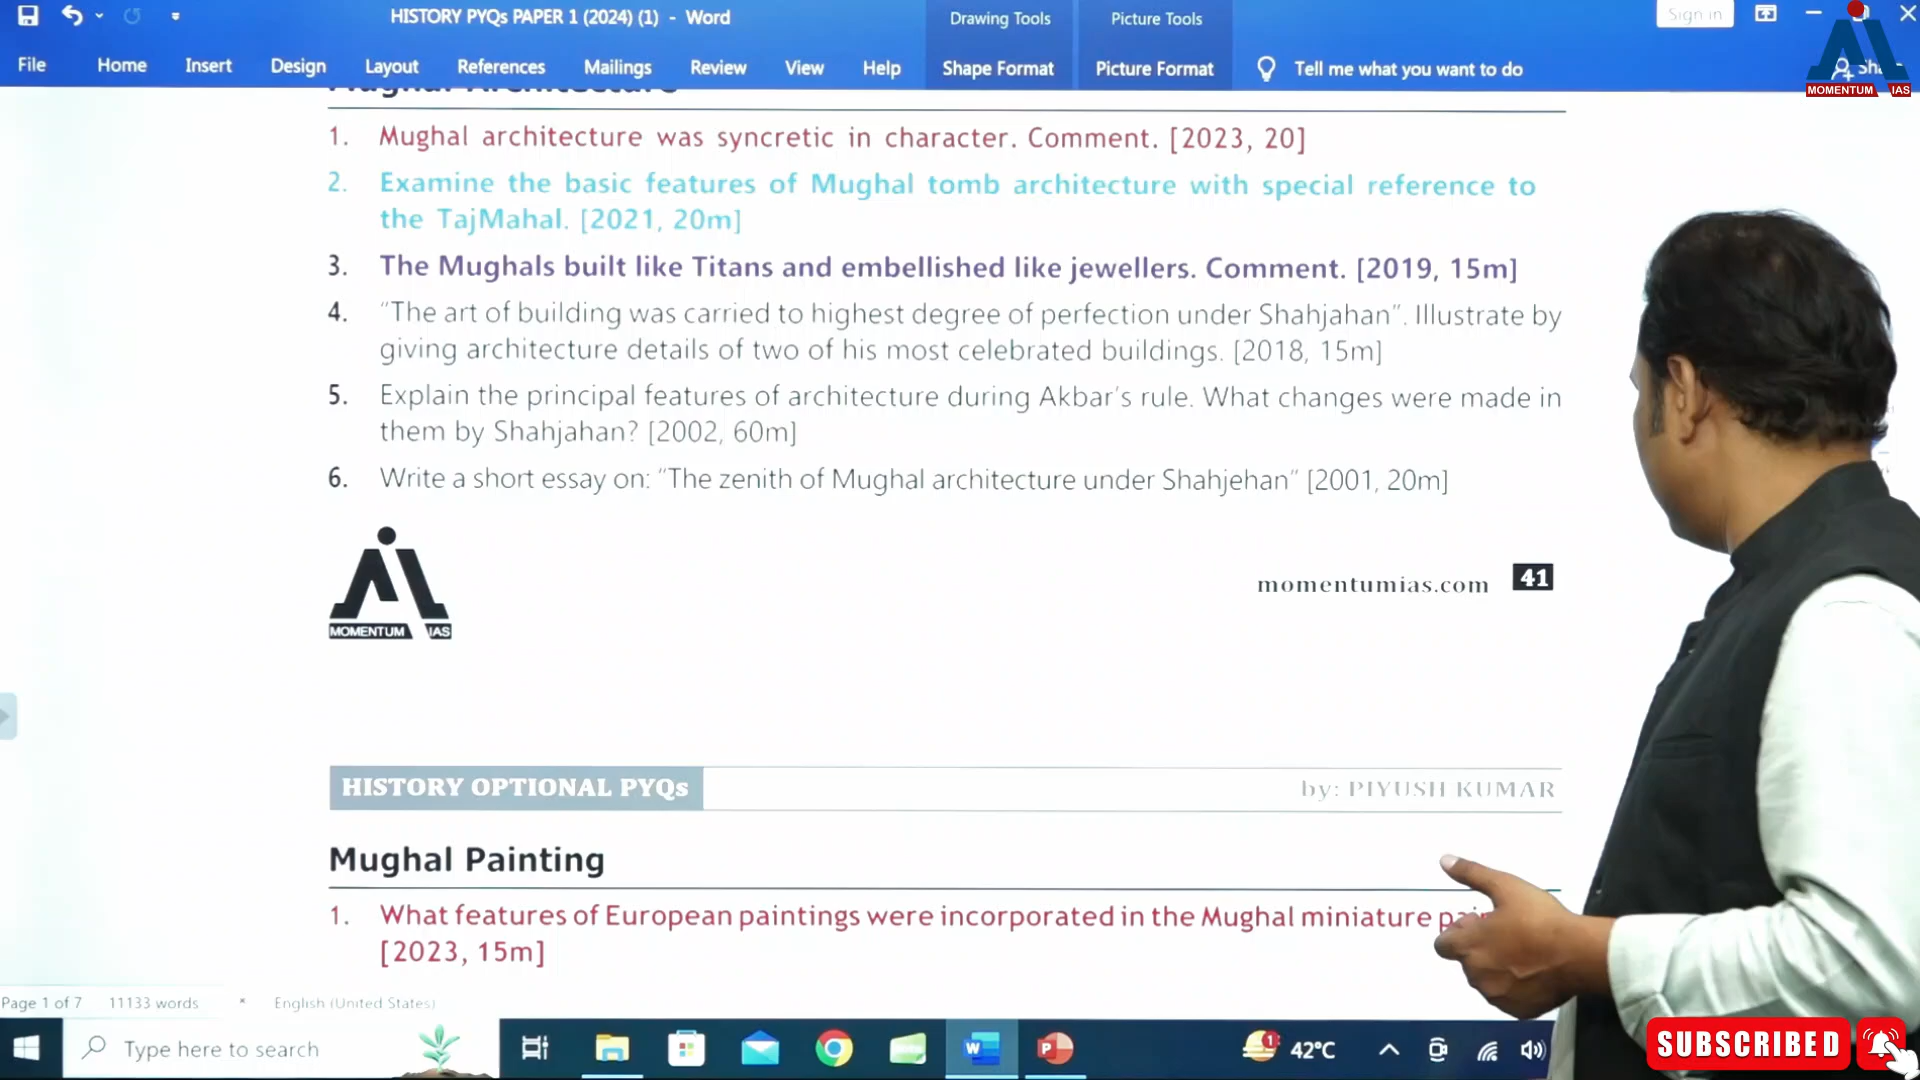 HISTORY PYQs PAPER 1 (2024) (1) - Word
Drawing Tools
Picture Tools
Sign in
File Home Insert Design Layout References Mailings Review View Help Shape Format Picture Format Tell me what you want to do
MOMENTUM IAS
Mughal Architecture
1. Mughal architecture was syncretic in character. Comment. [2023, 20]
2. Examine the basic features of Mughal tomb architecture with special reference to
the TajMahal. [2021, 20m]
3. The Mughals built like Titans and embellished like jewellers. Comment. [2019, 15m]
4. “The art of building was carried to highest degree of perfection under Shahjahan”. Illustrate by
giving architecture details of two of his most celebrated buildings. [2018, 15m]
5. Explain the principal features of architecture during Akbar’s rule. What changes were made in
them by Shahjahan? [2002, 60m]
6. Write a short essay on: “The zenith of Mughal architecture under Shahjehan” [2001, 20m]
MOMENTUM IAS
momentumias.com 41
HISTORY OPTIONAL PYQs
by: PIYUSH KUMAR
Mughal Painting
1. What features of European paintings were incorporated in the Mughal miniature
[2023, 15m]
Page 1 of 7 11133 words English (United States)
Type here to search
42°C
SUBSCRIBED